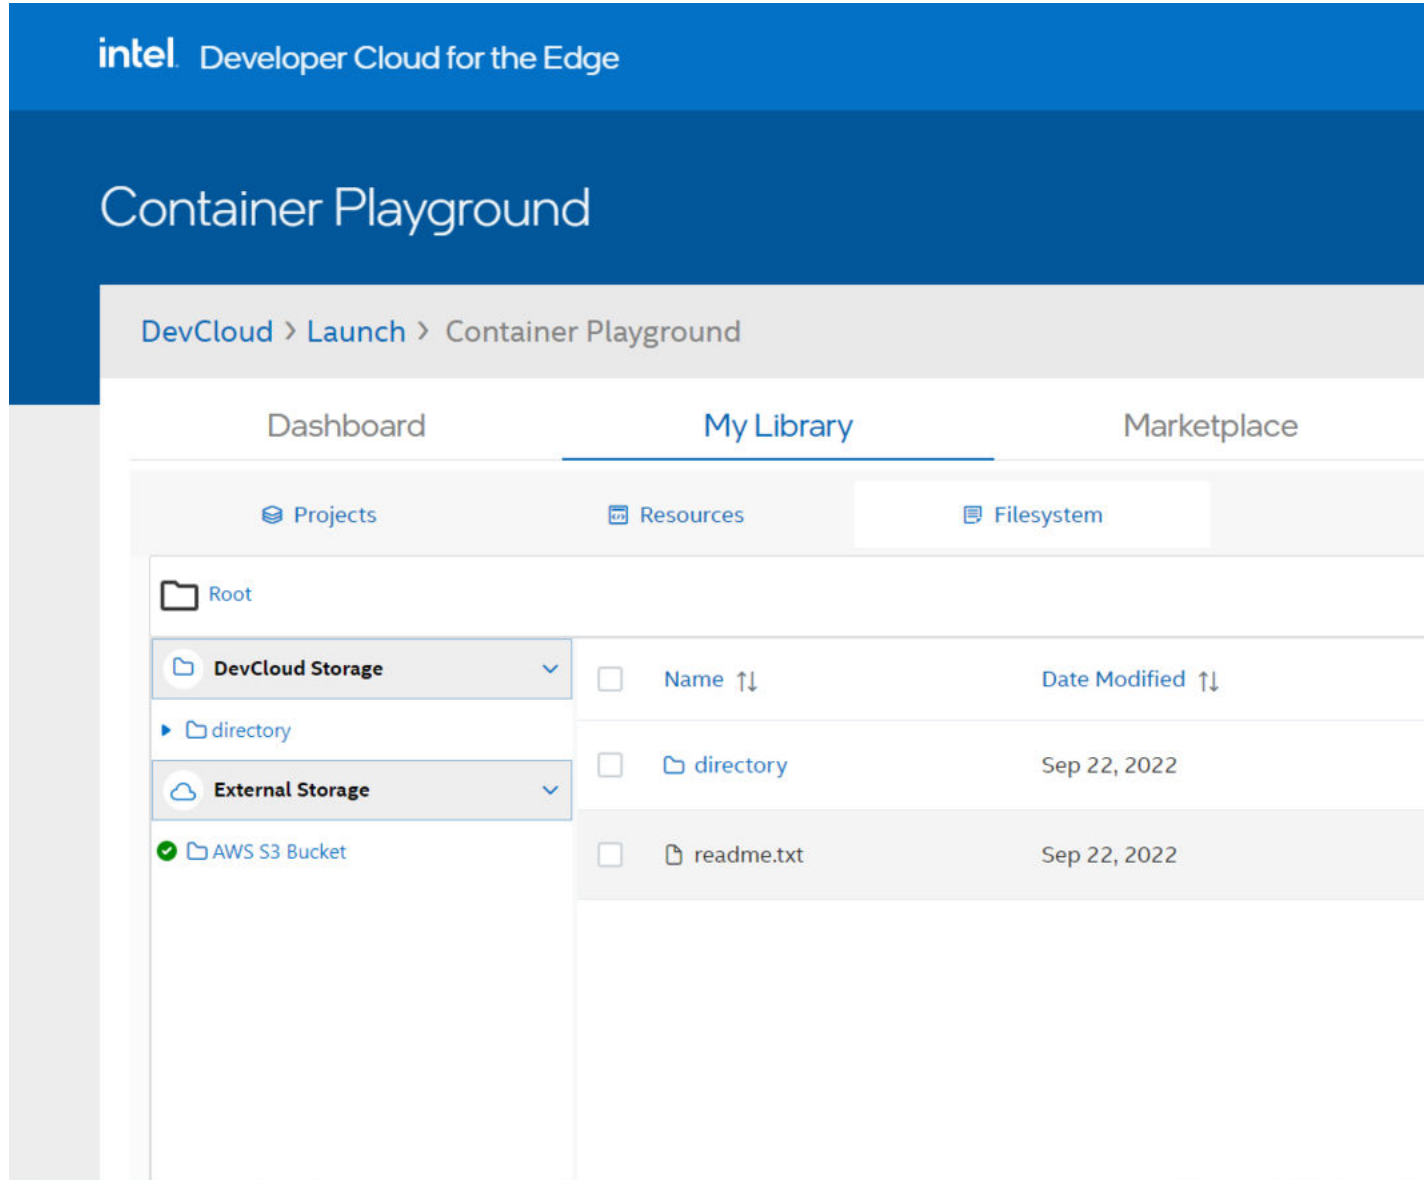 intel. Developer Cloud for the Edge
Container Playground
DevCloud > Launch > Container Playground
Dashboard My Library Marketplace
Projects Resources Filesystem
Root
DevCloud Storage
Name Date Modified
directory
directory Sep 22, 2022
External Storage
AWS S3 Bucket
readme.txt Sep 22, 2022